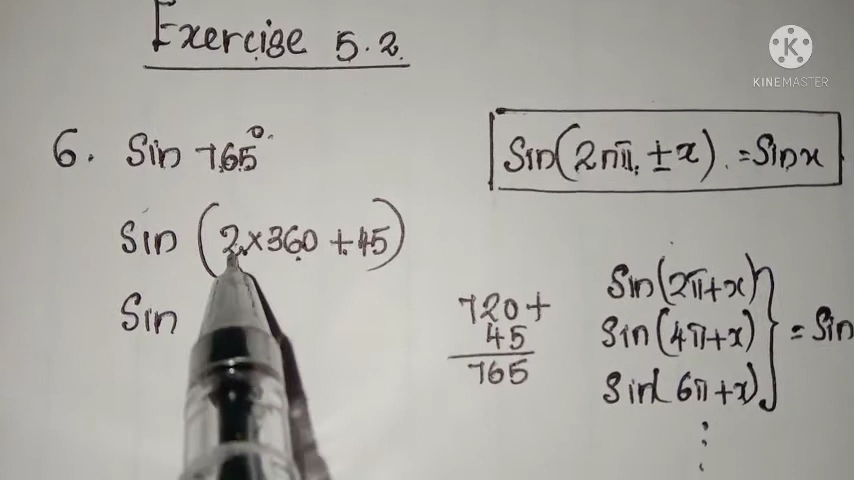 Exercise 5.2
K
KINEMASTER
6. Sin 765°
Sin(2nπ ±x) = Sinx
Sin (2×360 + 45)
Sin
720+
45
765
Sin(2π+x)
Sin(4π+x)
Sin( 6π+x)
= Sin